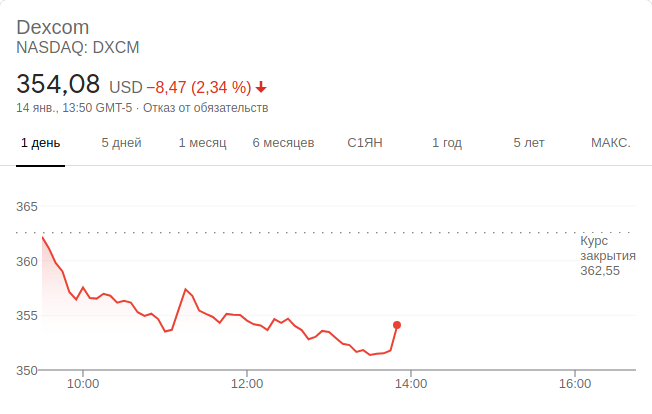 Dexcom
NASDAQ: DXCM
354,08 USD −8,47 (2,34 %)
14 янв., 13:50 GMT-5 · Отказ от обязательств
1 день 5 дней 1 месяц 6 месяцев С1ЯН 1 год 5 лет МАКС.
365
Курс
закрытия
362,55
360
355
350
10:00 12:00 14:00 16:00